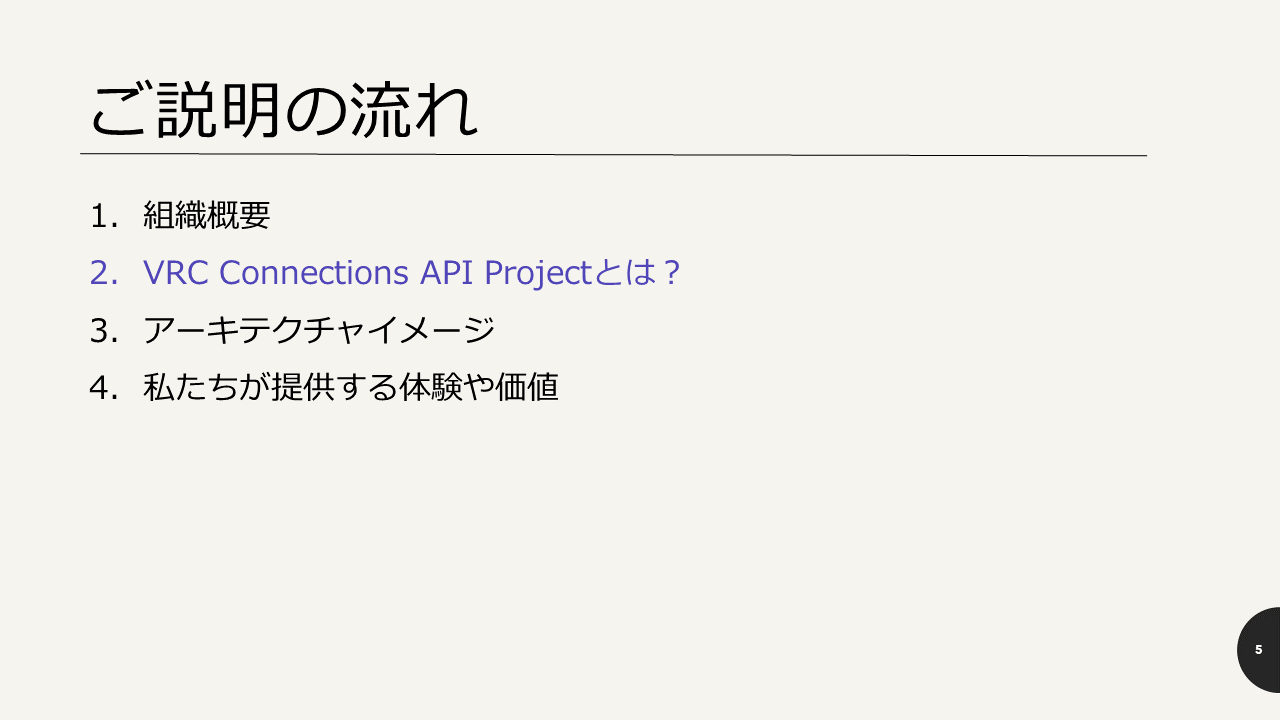 ご説明の流れ
1. 組織概要
2. VRC Connections API Projectとは？
3. アーキテクチャイメージ
4. 私たちが提供する体験や価値
5